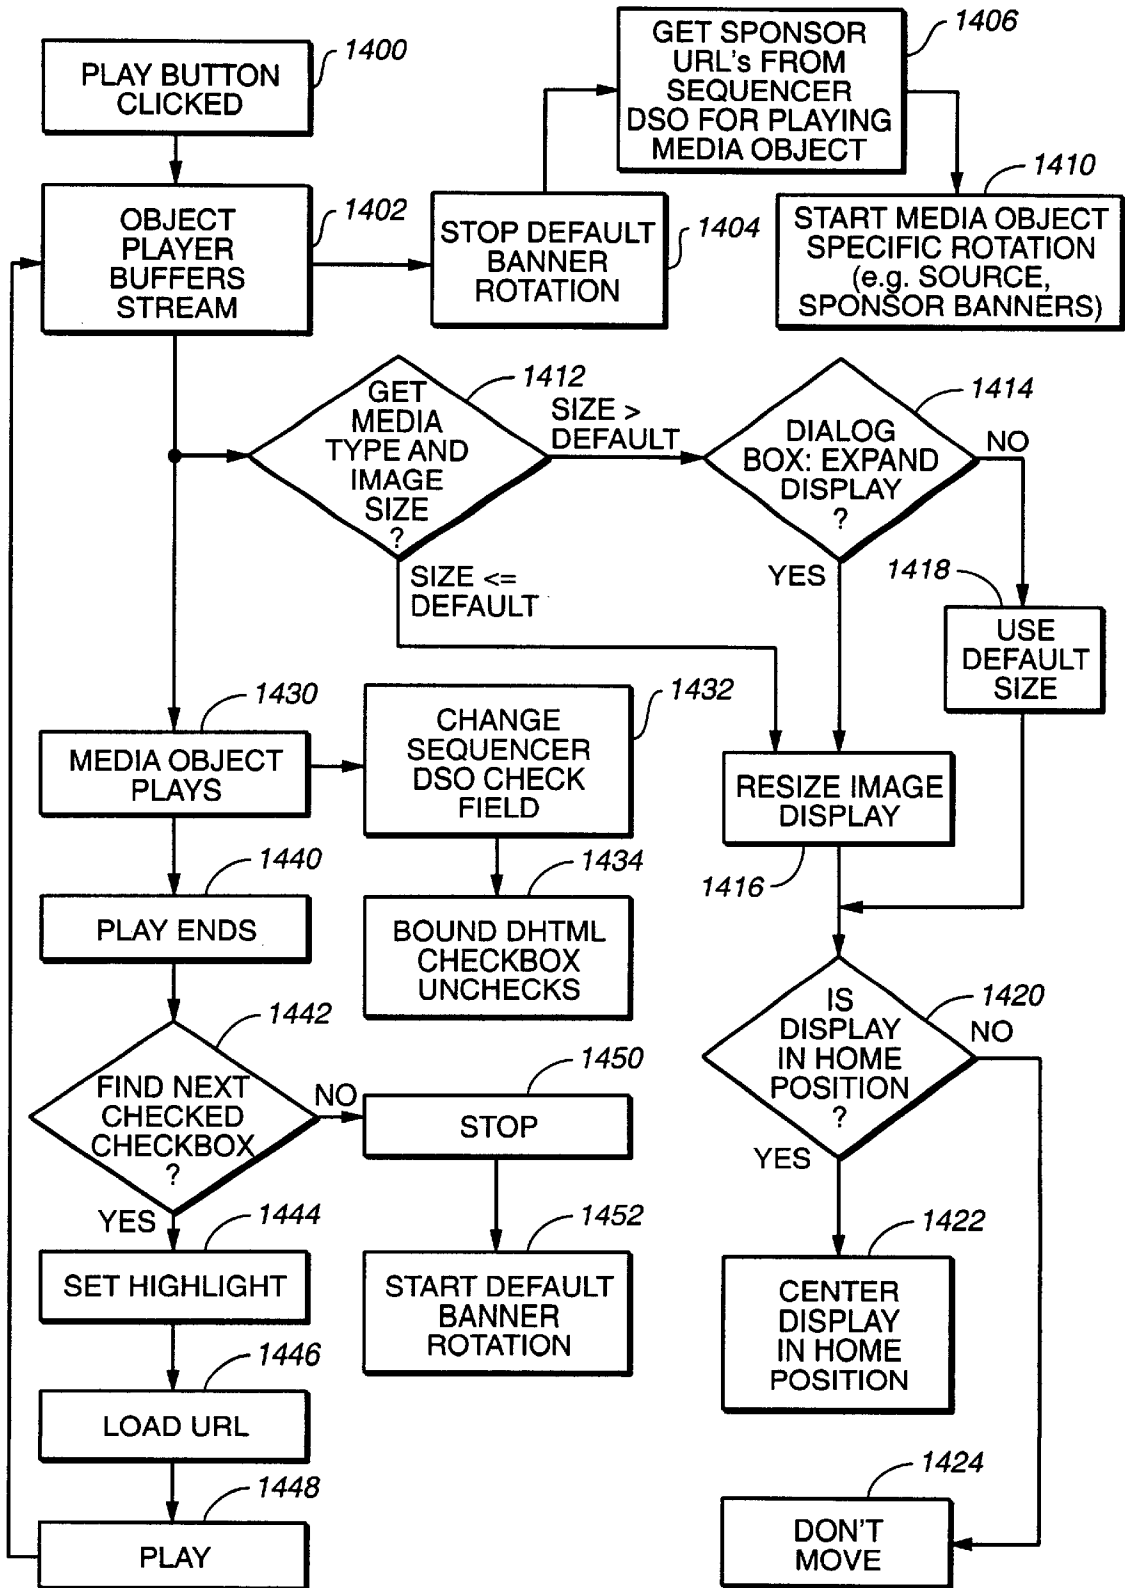 1400
PLAY BUTTON
CLICKED
1406
GET SPONSOR
URL's FROM
SEQUENCER
DSO FOR PLAYING
MEDIA OBJECT
1402
OBJECT
PLAYER
BUFFERS
STREAM
1404
STOP DEFAULT
BANNER
ROTATION
1410
START MEDIA OBJECT
SPECIFIC ROTATION
(e.g. SOURCE,
SPONSOR BANNERS)
1412
GET
MEDIA
TYPE AND
IMAGE
SIZE
?
SIZE >
DEFAULT
SIZE <=
DEFAULT
1414
DIALOG
BOX: EXPAND
DISPLAY
?
NO
YES
1418
USE
DEFAULT
SIZE
1430
MEDIA OBJECT
PLAYS
1432
CHANGE
SEQUENCER
DSO CHECK
FIELD
RESIZE IMAGE
DISPLAY
1416
1440
PLAY ENDS
1434
BOUND DHTML
CHECKBOX
UNCHECKS
1420
IS
DISPLAY
IN HOME
POSITION
?
NO
YES
1442
FIND NEXT
CHECKED
CHECKBOX
?
NO
YES
1450
STOP
1444
SET HIGHLIGHT
1452
START DEFAULT
BANNER
ROTATION
1422
CENTER
DISPLAY
IN HOME
POSITION
1446
LOAD URL
1448
PLAY
1424
DON'T
MOVE